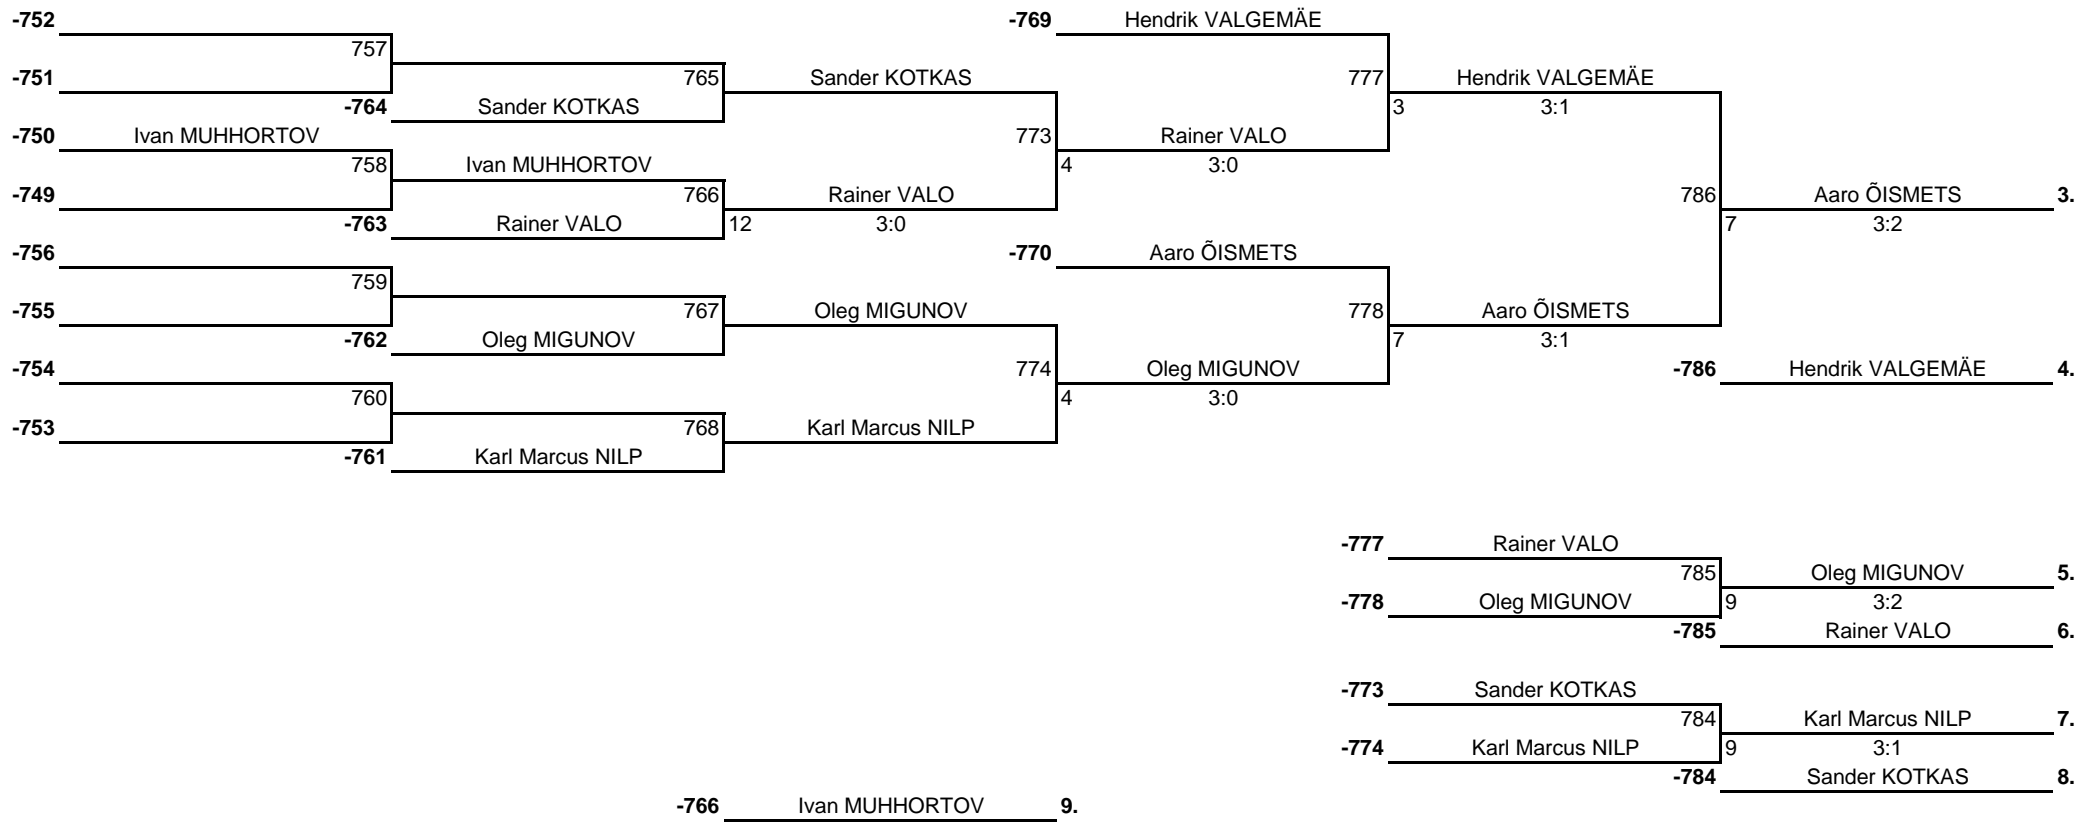 -752 -769 Hendrik VALGEMÄE
757
-751 765 Sander KOTKAS 777 Hendrik VALGEMÄE
-764 Sander KOTKAS 3 3:1
-750 Ivan MUHHORTOV 773 Rainer VALO
758 Ivan MUHHORTOV 4 3:0
-749 766 Rainer VALO 786 Aaro ÕISMETS 3.
-763 Rainer VALO 12 3:0 7 3:2
-756 -770 Aaro ÕISMETS
759
-755 767 Oleg MIGUNOV 778 Aaro ÕISMETS
-762 Oleg MIGUNOV 7 3:1
-754 774 Oleg MIGUNOV -786 Hendrik VALGEMÄE 4.
760 4 3:0
-753 768 Karl Marcus NILP
-761 Karl Marcus NILP
-777 Rainer VALO
785 Oleg MIGUNOV 5.
-778 Oleg MIGUNOV 9 3:2
-785 Rainer VALO 6.
-773 Sander KOTKAS
784 Karl Marcus NILP 7.
-774 Karl Marcus NILP 9 3:1
-784 Sander KOTKAS 8.
-766 Ivan MUHHORTOV 9.